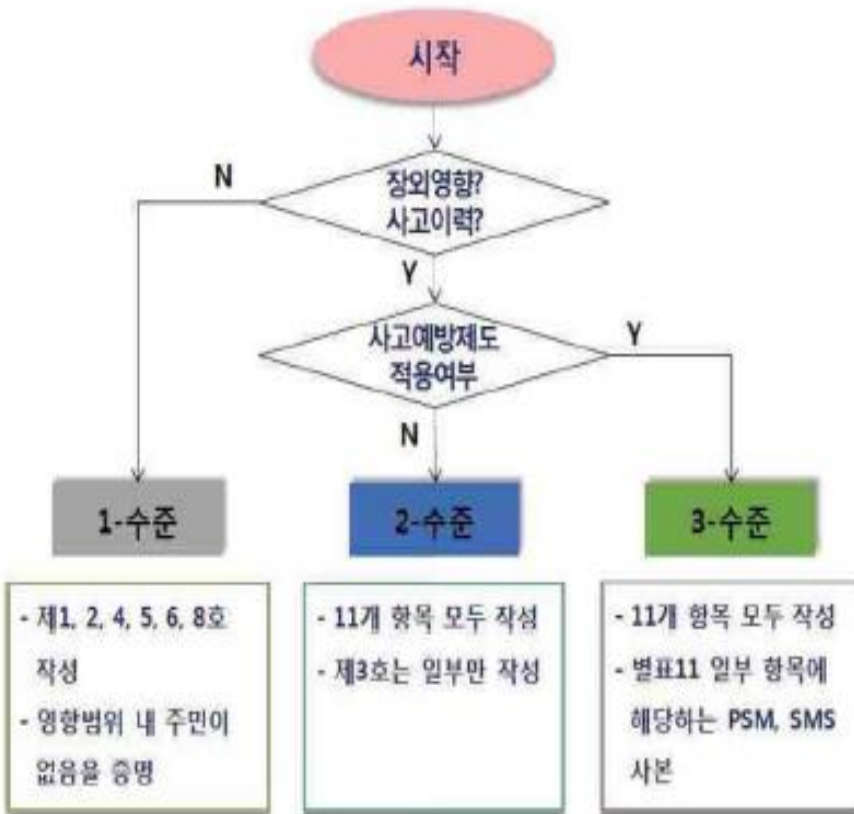 시작
N
장외영향?
사고이력?
Y
사고예방제도
적용여부
Y
N
1-수준
2-수준
3-수준
- 제1, 2, 4, 5, 6, 8호
작성
- 영향범위 내 주민이
없음을 증명
- 11개 항목 모두 작성
- 제3호는 일부만 작성
- 11개 항목 모두 작성
- 별표11 일부 항목에
해당하는 PSM, SMS
사본